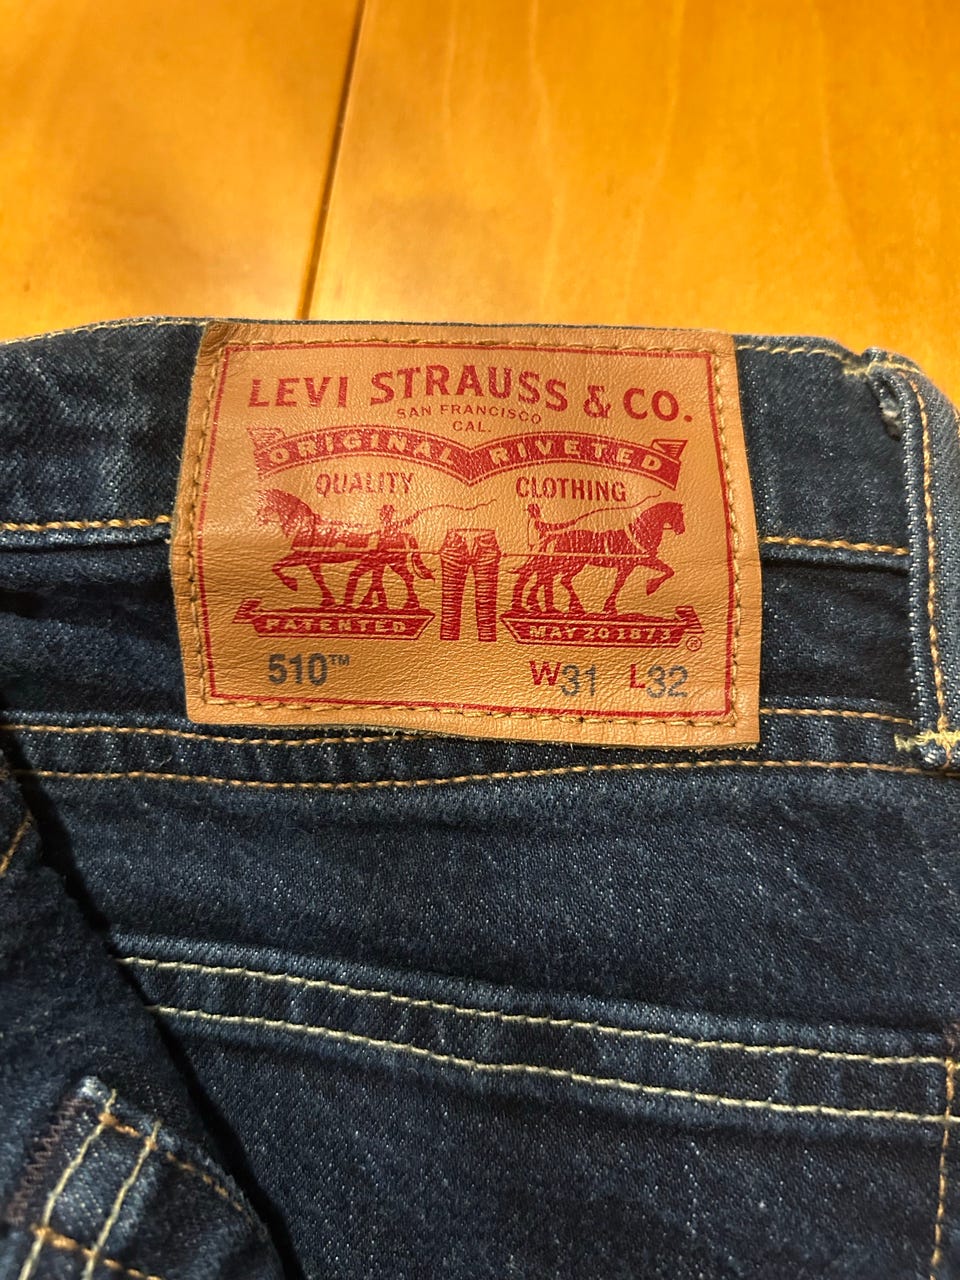 LEVI STRAUSS & CO.
SAN FRANCISCO
CAL.
ORIGINAL RIVETED
QUALITY CLOTHING
PATENTED MAY 20 1873 ®
510™ W31 L32